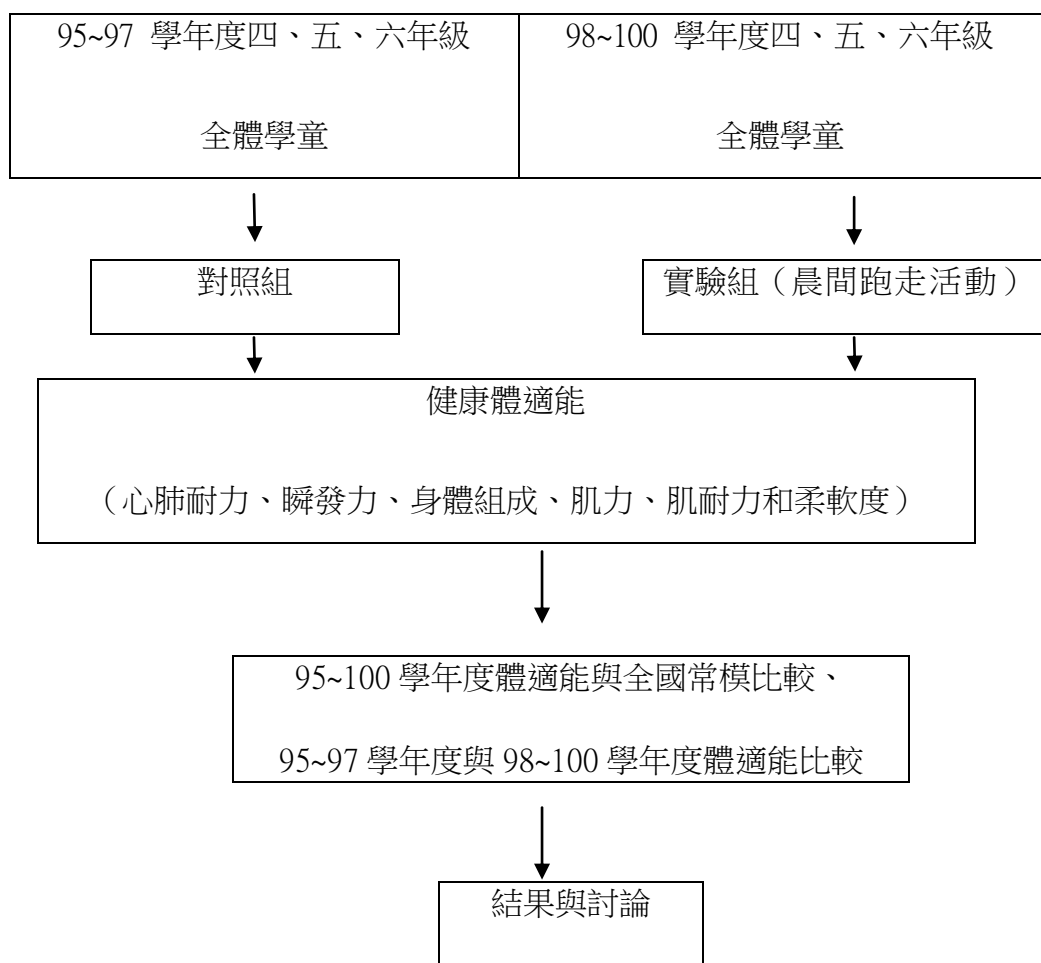 95~97 學年度四、五、六年級
全體學童
98~100 學年度四、五、六年級
全體學童
對照組
實驗組（晨間跑走活動）
健康體適能
（心肺耐力、瞬發力、身體組成、肌力、肌耐力和柔軟度）
95~100 學年度體適能與全國常模比較、
95~97 學年度與 98~100 學年度體適能比較
結果與討論